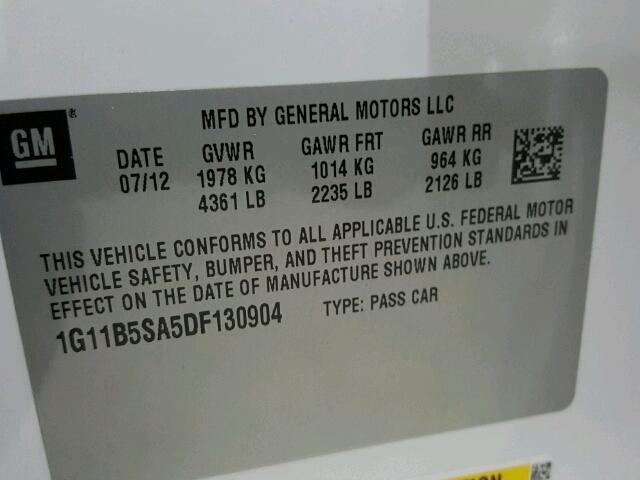 GM®
MFD BY GENERAL MOTORS LLC
DATE GVWR GAWR FRT GAWR RR
07/12 1978 KG 1014 KG 964 KG
4361 LB 2235 LB 2126 LB
THIS VEHICLE CONFORMS TO ALL APPLICABLE U.S. FEDERAL MOTOR
VEHICLE SAFETY, BUMPER, AND THEFT PREVENTION STANDARDS IN
EFFECT ON THE DATE OF MANUFACTURE SHOWN ABOVE.
1G11B5SA5DF130904 TYPE: PASS CAR